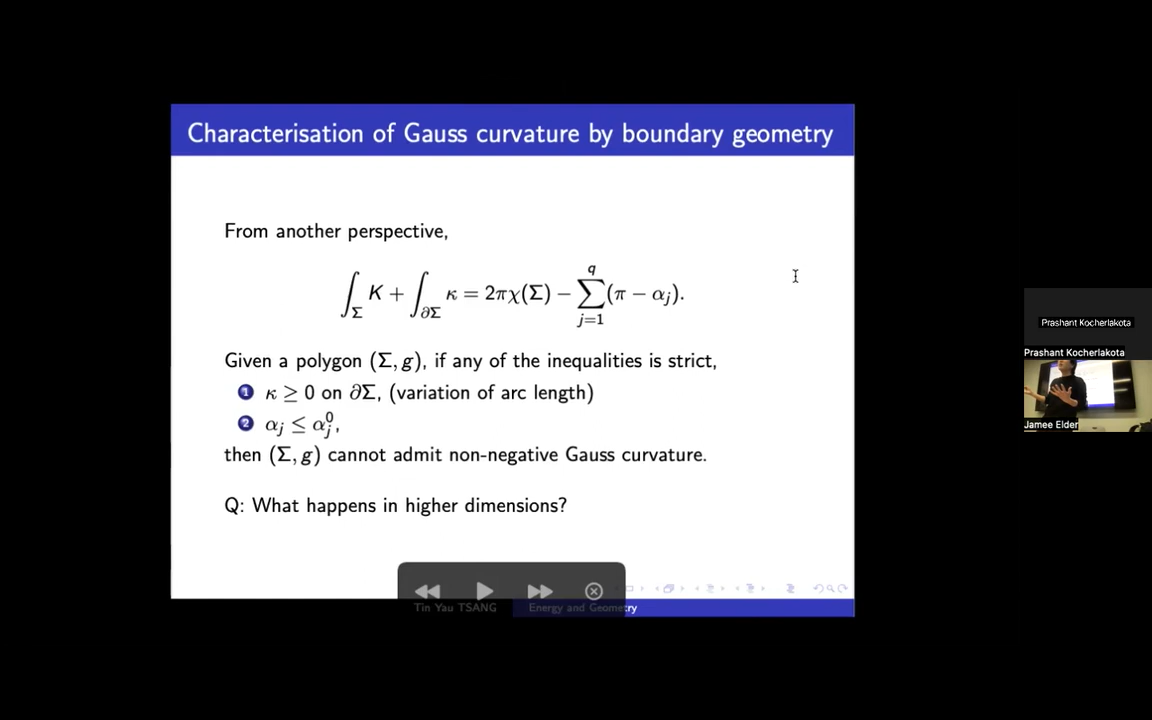 Characterisation of Gauss curvature by boundary geometry
From another perspective,
∫_Σ K + ∫_∂Σ κ = 2πχ(Σ) − ∑_{j=1}^{q} (π − α_j).
Given a polygon (Σ, g), if any of the inequalities is strict,
1 κ ≥ 0 on ∂Σ, (variation of arc length)
2 α_j ≤ α_j^0,
then (Σ, g) cannot admit non-negative Gauss curvature.
Q: What happens in higher dimensions?
Tin Yau TSANG Energy and Geometry
Prashant Kocherlakota
Prashant Kocherlakota
Jamee Elder